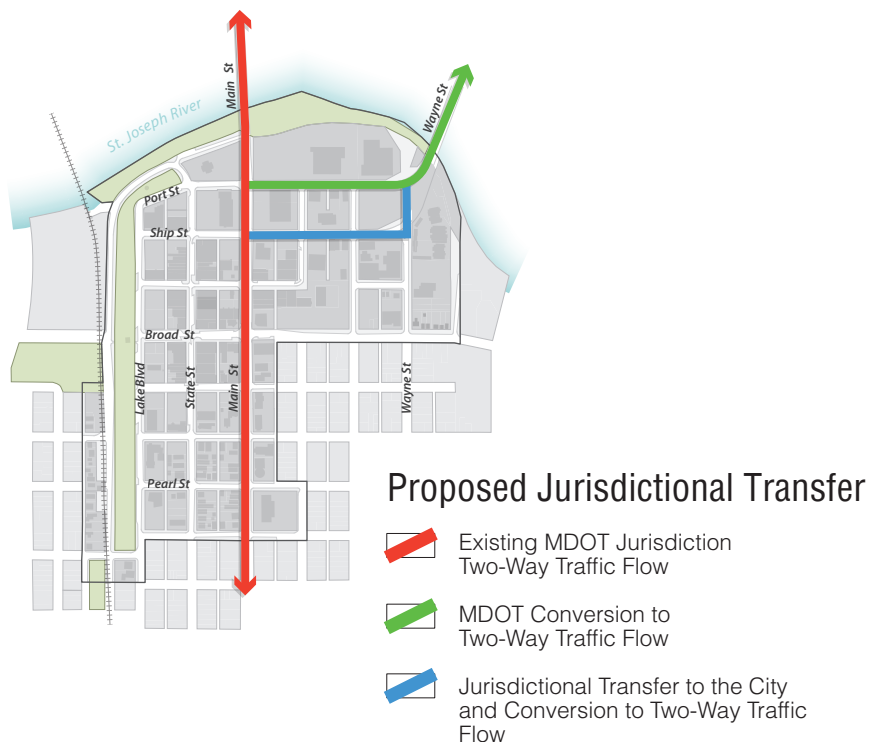 Main St
Wayne St
St. Joseph River
Port St
Ship St
Broad St
Lake Blvd
State St
Main St
Wayne St
Pearl St
Proposed Jurisdictional Transfer
Existing MDOT Jurisdiction
Two-Way Traffic Flow
MDOT Conversion to
Two-Way Traffic Flow
Jurisdictional Transfer to the City
and Conversion to Two-Way Traffic
Flow